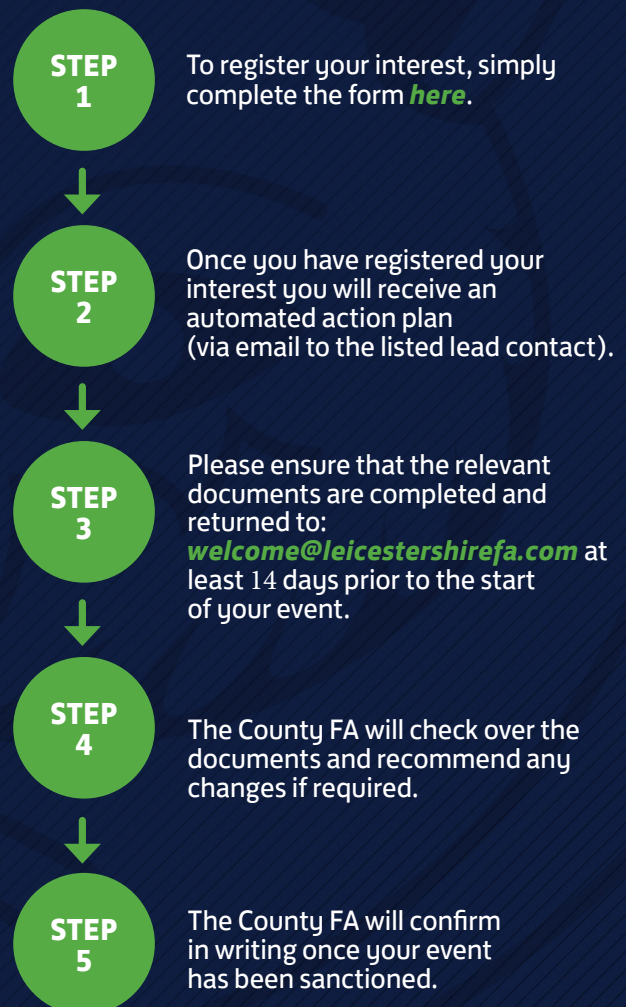 STEP
1
To register your interest, simply
complete the form here.
STEP
2
Once you have registered your
interest you will receive an
automated action plan
(via email to the listed lead contact).
STEP
3
Please ensure that the relevant
documents are completed and
returned to:
welcome@leicestershirefa.com at
least 14 days prior to the start
of your event.
STEP
4
The County FA will check over the
documents and recommend any
changes if required.
STEP
5
The County FA will confirm
in writing once your event
has been sanctioned.